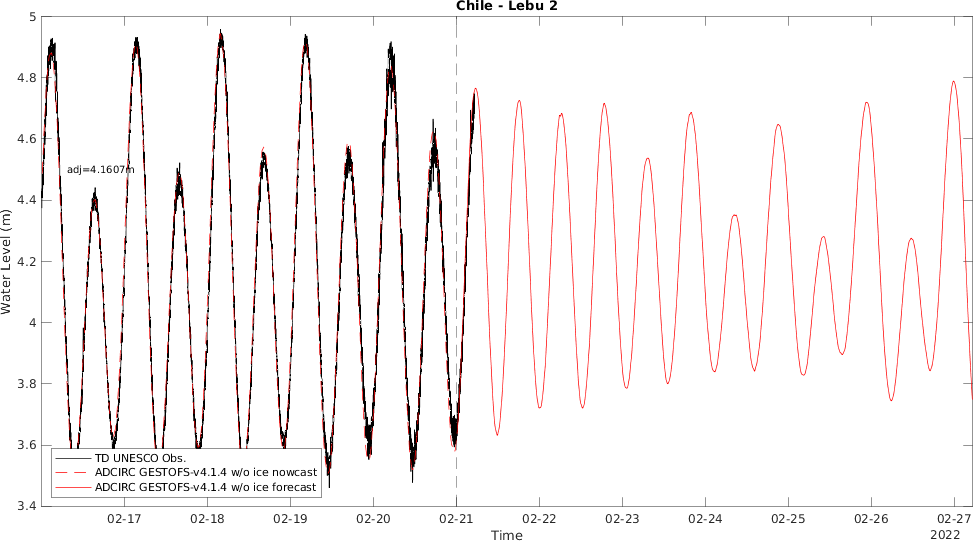 Chile - Lebu 2
5
4.8
4.6
4.4
4.2
4
3.8
3.6
3.4
Water Level (m)
adj=4.1607m
TD UNESCO Obs.
ADCIRC GESTOFS-v4.1.4 w/o ice nowcast
ADCIRC GESTOFS-v4.1.4 w/o ice forecast
02-17 02-18 02-19 02-20 02-21 02-22 02-23 02-24 02-25 02-26 02-27
Time
2022